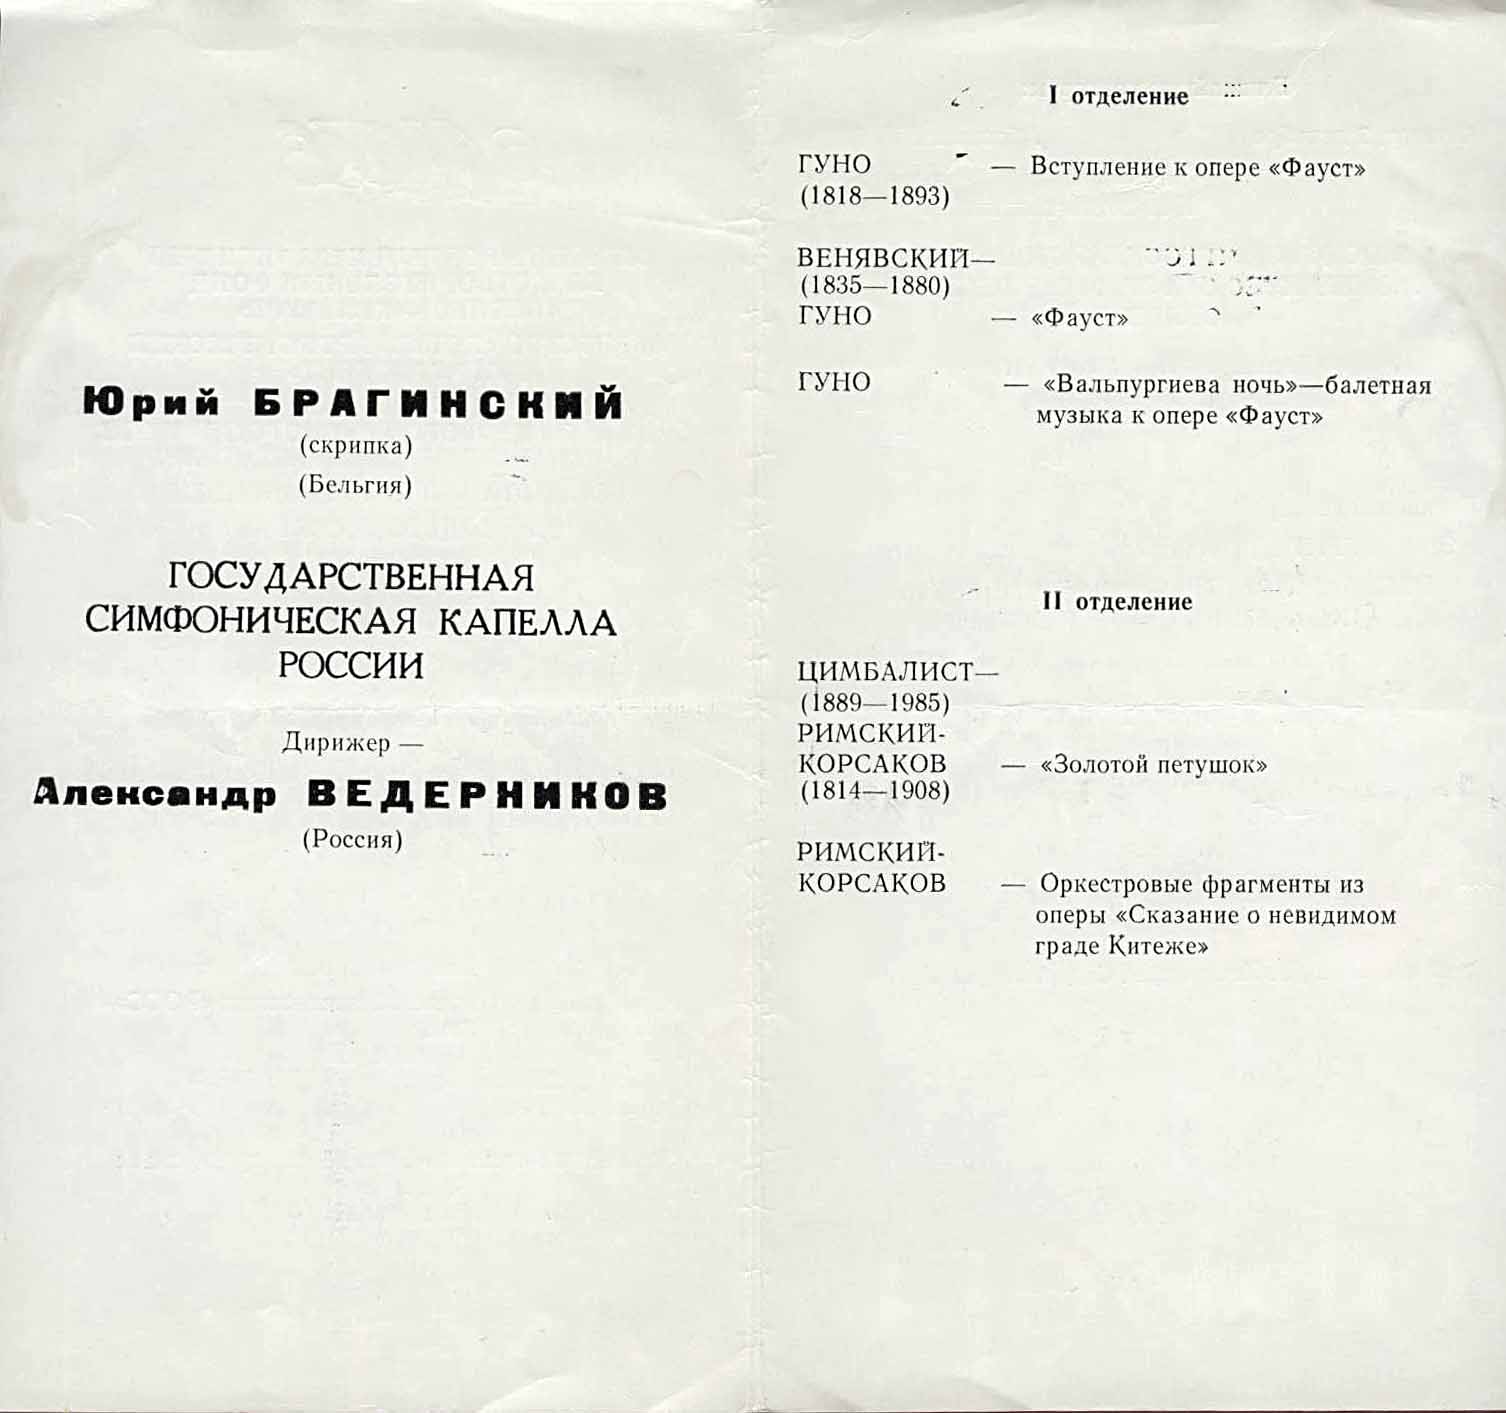 Юрий БРАГИНСКИЙ
(скрипка)
(Бельгия)
ГОСУДАРСТВЕННАЯ
СИМФОНИЧЕСКАЯ КАПЕЛЛА
РОССИИ
Дирижер —
Александр ВЕДЕРНИКОВ
(Россия)
I отделение
ГУНО — Вступление к опере «Фауст»
(1818—1893)
ВЕНЯВСКИЙ—
(1835—1880)
ГУНО — «Фауст»
ГУНО — «Вальпургиева ночь»—балетная
музыка к опере «Фауст»
II отделение
ЦИМБАЛИСТ—
(1889—1985)
РИМСКИЙ-
КОРСАКОВ — «Золотой петушок»
(1814—1908)
РИМСКИЙ-
КОРСАКОВ — Оркестровые фрагменты из
оперы «Сказание о невидимом
граде Китеже»